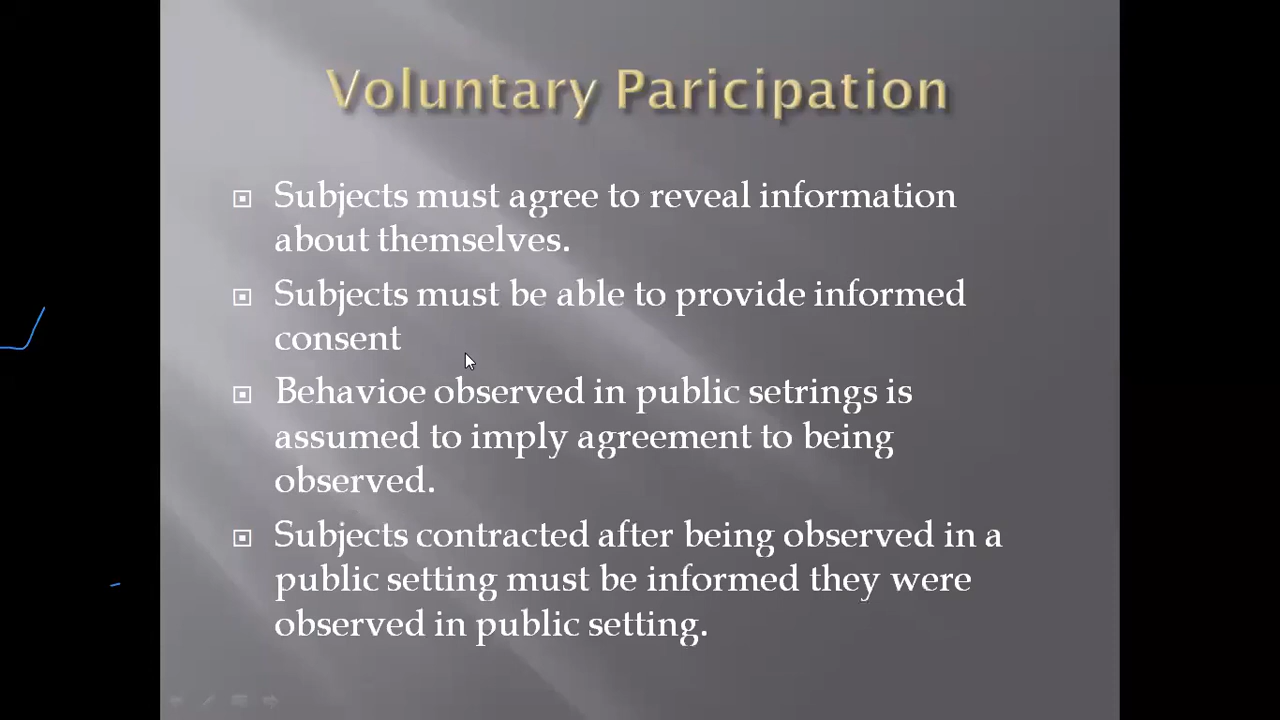 Voluntary Paricipation
Subjects must agree to reveal information
about themselves.
Subjects must be able to provide informed
consent
Behavioe observed in public setrings is
assumed to imply agreement to being
observed.
Subjects contracted after being observed in a
public setting must be informed they were
observed in public setting.